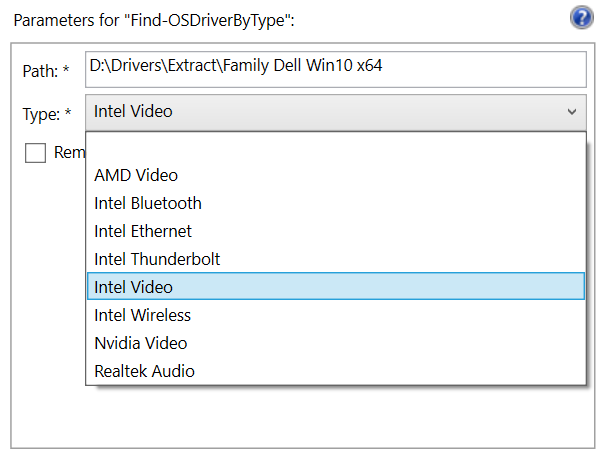 Parameters for "Find-OSDriverByType":
?
Path: * D:\Drivers\Extract\Family Dell Win10 x64
Type: * Intel Video
Rem
AMD Video
Intel Bluetooth
Intel Ethernet
Intel Thunderbolt
Intel Video
Intel Wireless
Nvidia Video
Realtek Audio